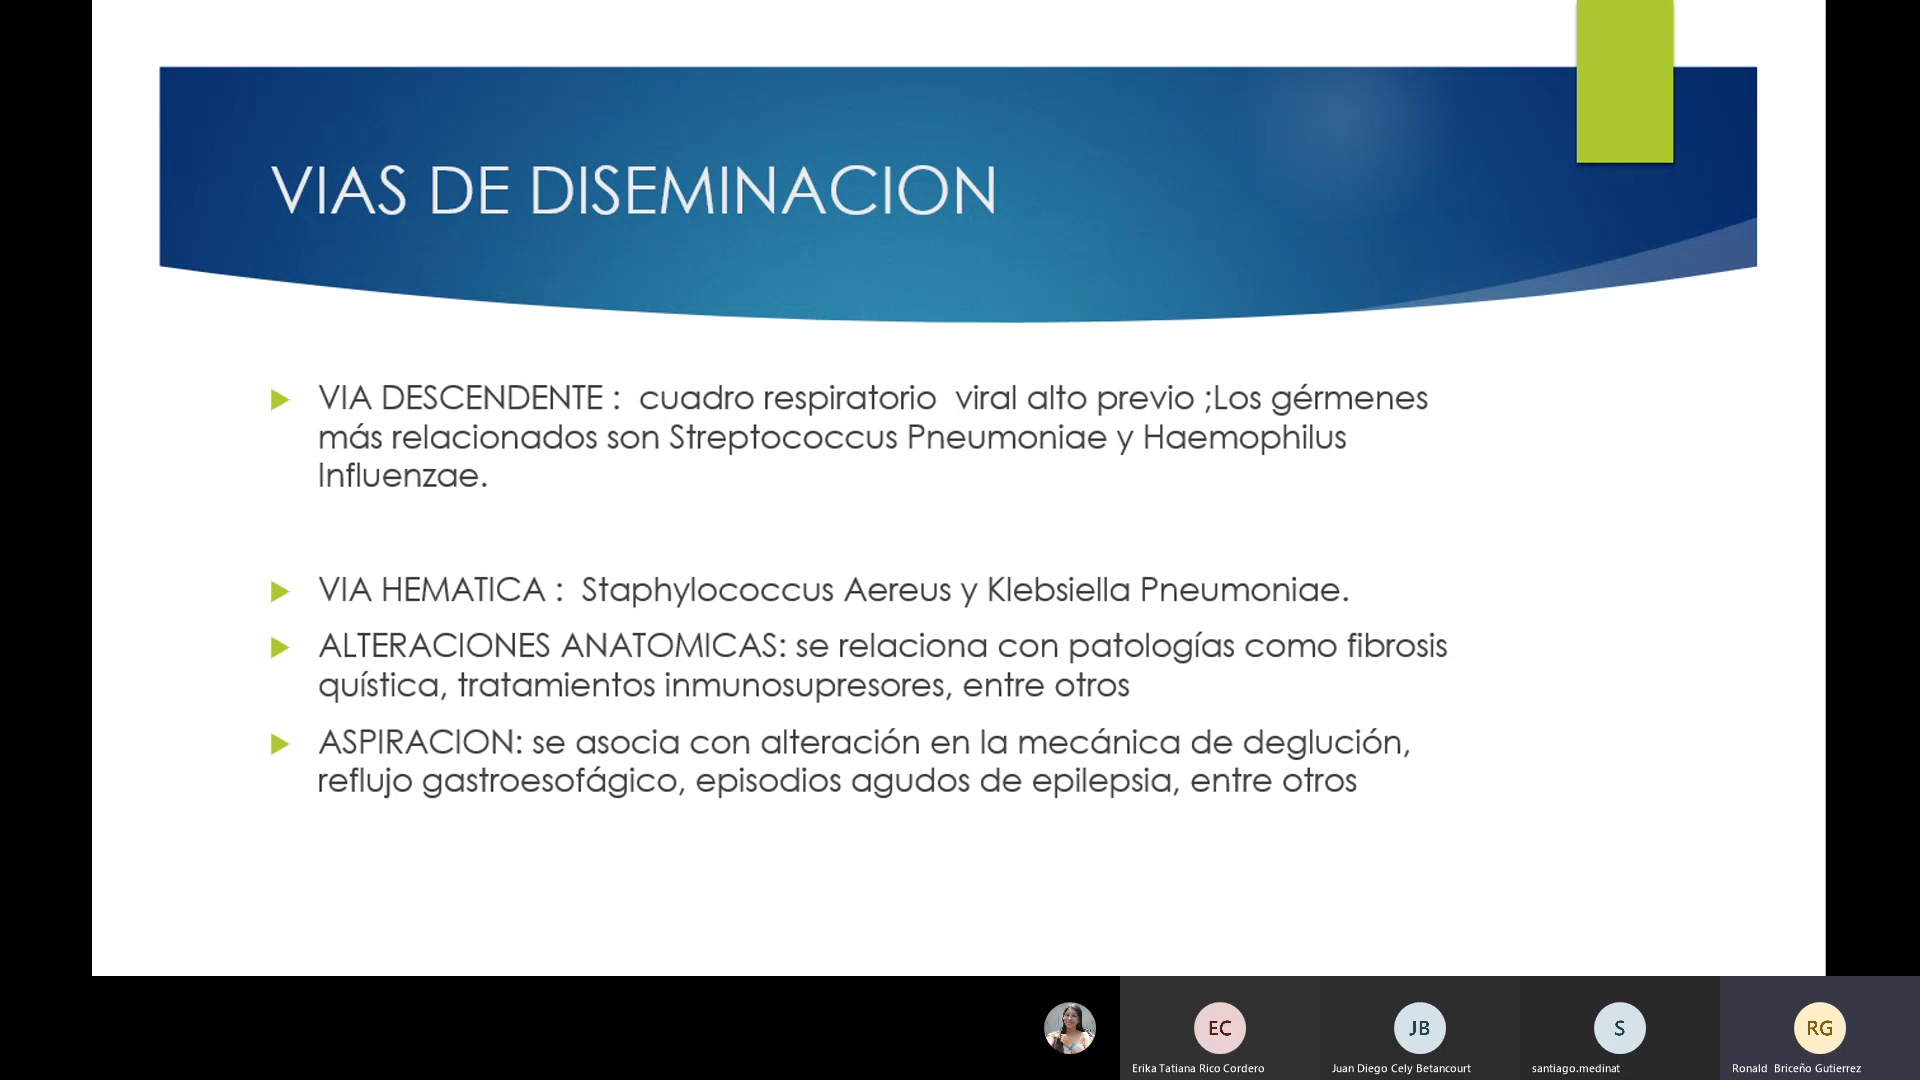 VIAS DE DISEMINACION
VIA DESCENDENTE :  cuadro respiratorio  viral alto previo ;Los gérmenes
más relacionados son Streptococcus Pneumoniae y Haemophilus
Influenzae.
VIA HEMATICA :  Staphylococcus Aereus y Klebsiella Pneumoniae.
ALTERACIONES ANATOMICAS: se relaciona con patologías como fibrosis
quística, tratamientos inmunosupresores, entre otros
ASPIRACION: se asocia con alteración en la mecánica de deglución,
reflujo gastroesofágico, episodios agudos de epilepsia, entre otros
EC
JB
S
RG
Erika Tatiana Rico Cordero
Juan Diego Cely Betancourt
santiago.medinat
Ronald  Briceño Gutierrez